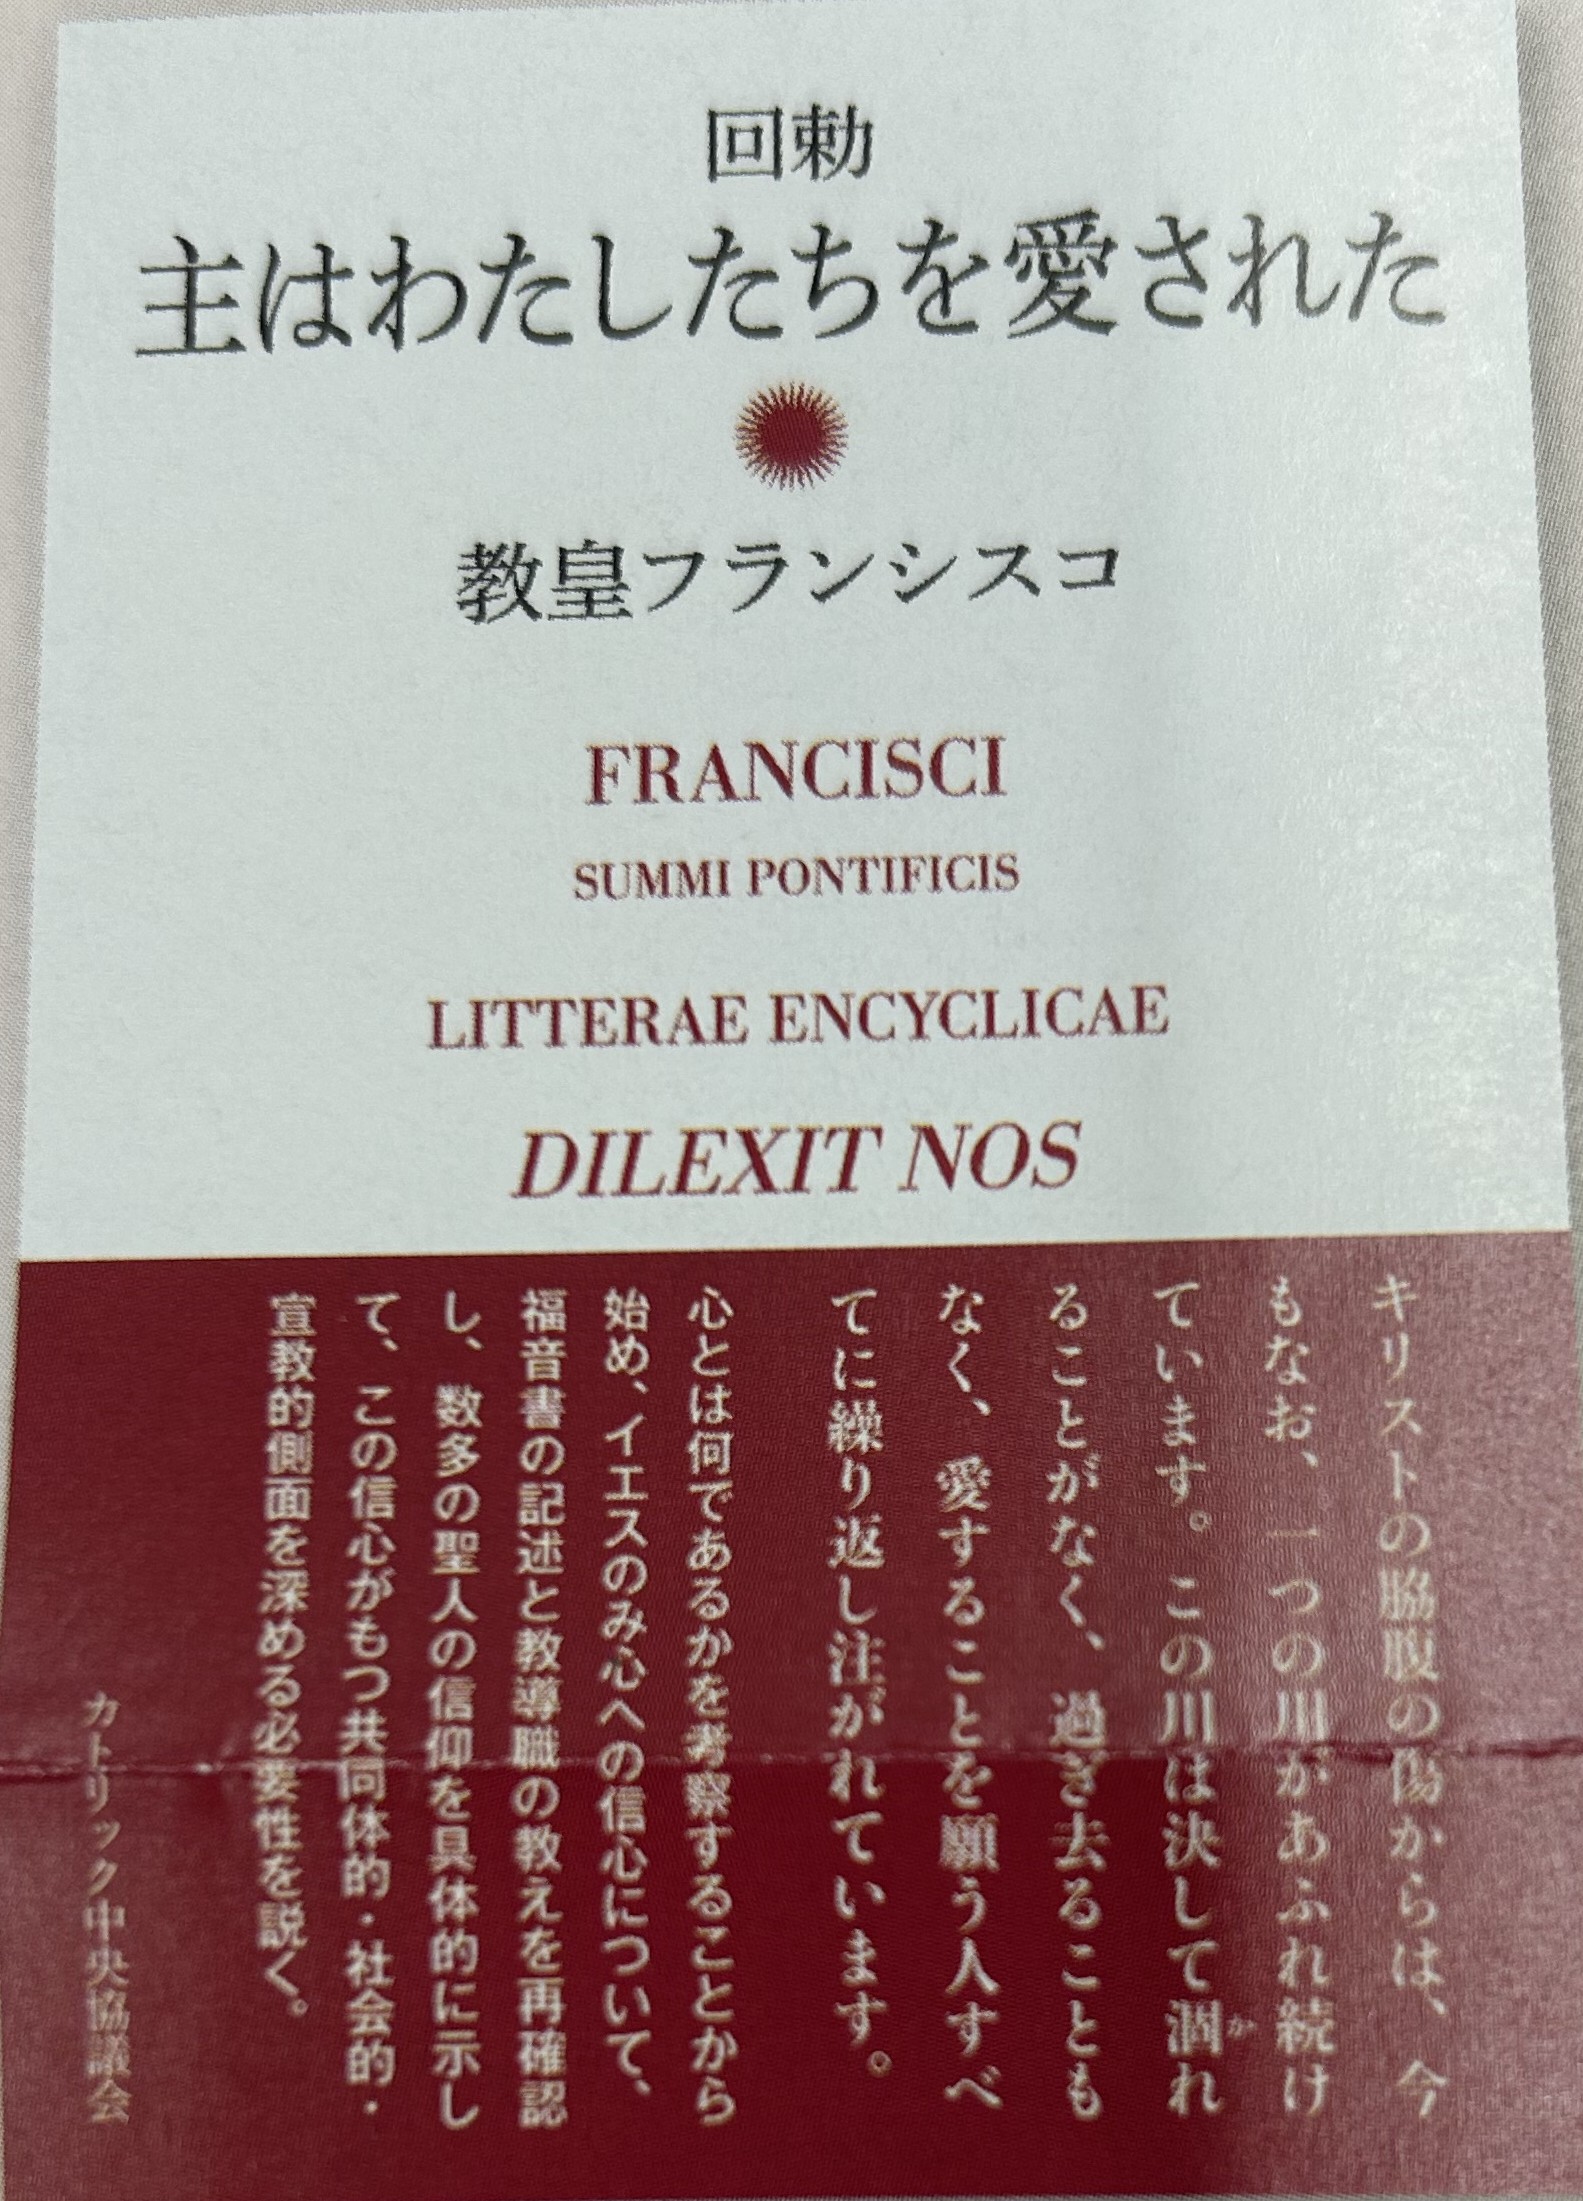 回勅
主はわたしたちを愛された
教皇フランシスコ
FRANCISCI
SUMMI PONTIFICIS
LITTERAE ENCYCLICAE
DILEXIT NOS
キリストの脇腹の傷からは、今
もなお、一つの川があふれ続け
ています。この川は決して涸れ
か
ることがなく、過ぎ去ることも
なく、愛することを願う人すべ
てに繰り返し注がれています。
心とは何であるかを考察することから
始め、イエスのみ心への信心について、
福音書の記述と教導職の教えを再確認
し、数多の聖人の信仰を具体的に示し
て、この信心がもつ共同体的・社会的・
宣教的側面を深める必要性を説く。
カトリック中央協議会